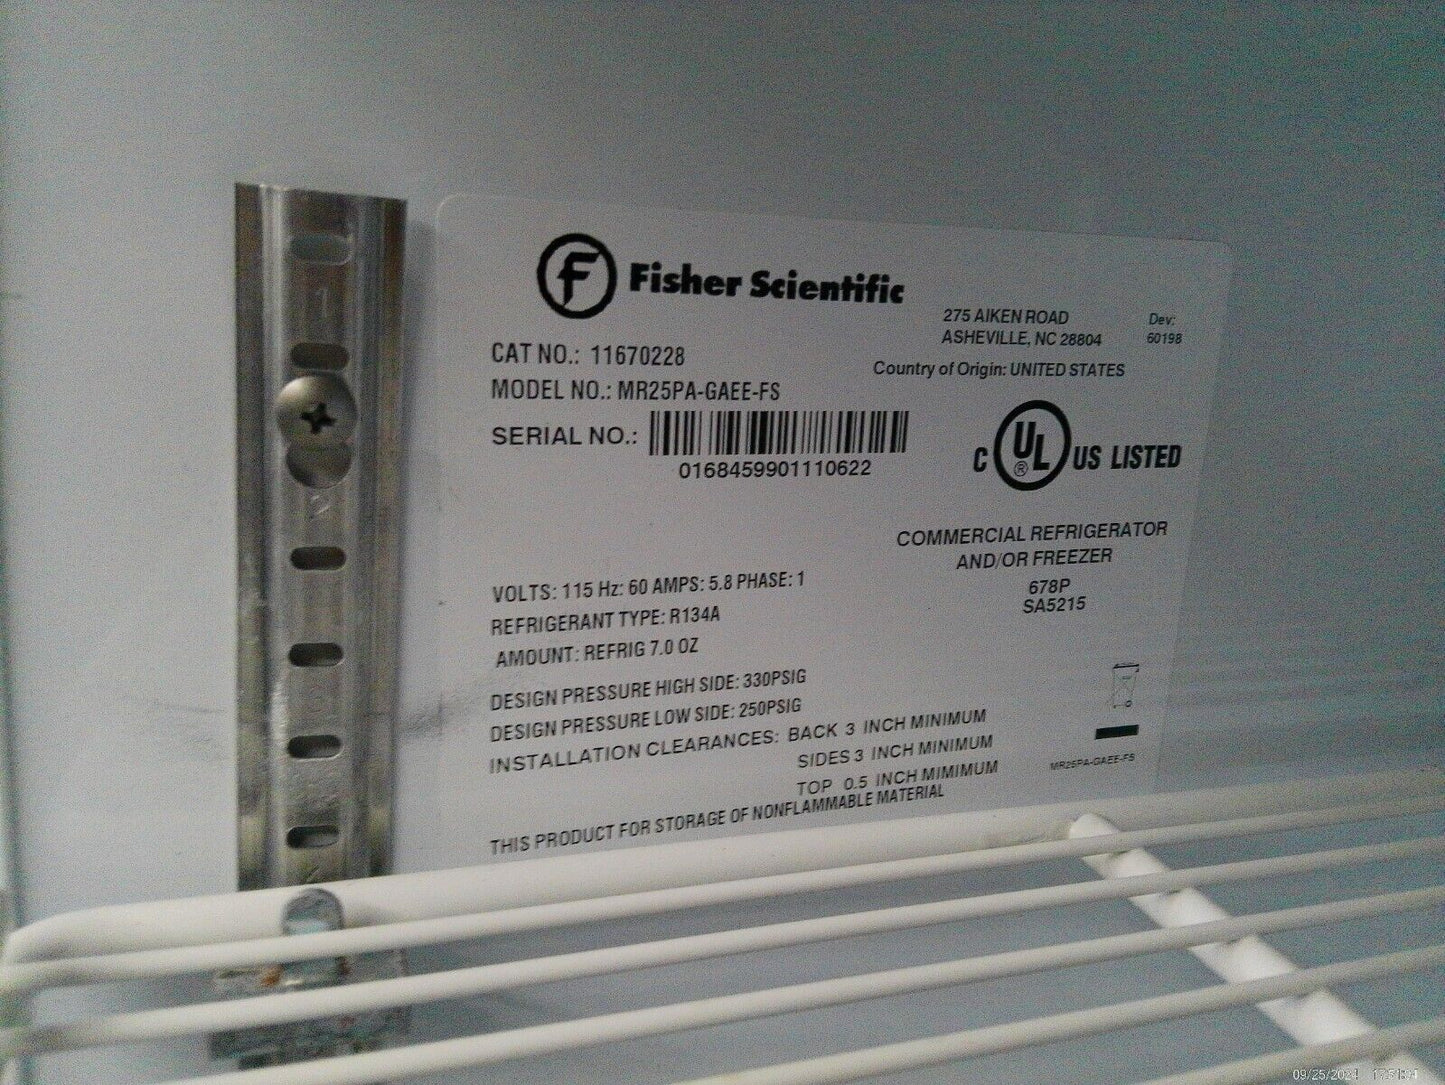 Fisher Scientific
275 AIKEN ROAD
ASHEVILLE, NC 28804
Dev:
60198
Country of Origin: UNITED STATES
CAT NO.: 11670228
MODEL NO.: MR25PA-GAEE-FS
SERIAL NO.:
0168459901110622
C UL ® US LISTED
COMMERCIAL REFRIGERATOR
AND/OR FREEZER
678P
SA5215
VOLTS: 115 Hz: 60 AMPS: 5.8 PHASE: 1
REFRIGERANT TYPE: R134A
AMOUNT: REFRIG 7.0 OZ
DESIGN PRESSURE HIGH SIDE: 330PSIG
DESIGN PRESSURE LOW SIDE: 250PSIG
INSTALLATION CLEARANCES: BACK 3 INCH MINIMUM
SIDES 3 INCH MINIMUM
TOP 0.5 INCH MIMIMUM
THIS PRODUCT FOR STORAGE OF NONFLAMMABLE MATERIAL
MR25PA-GAEE-FS
1
2
09/25/2024